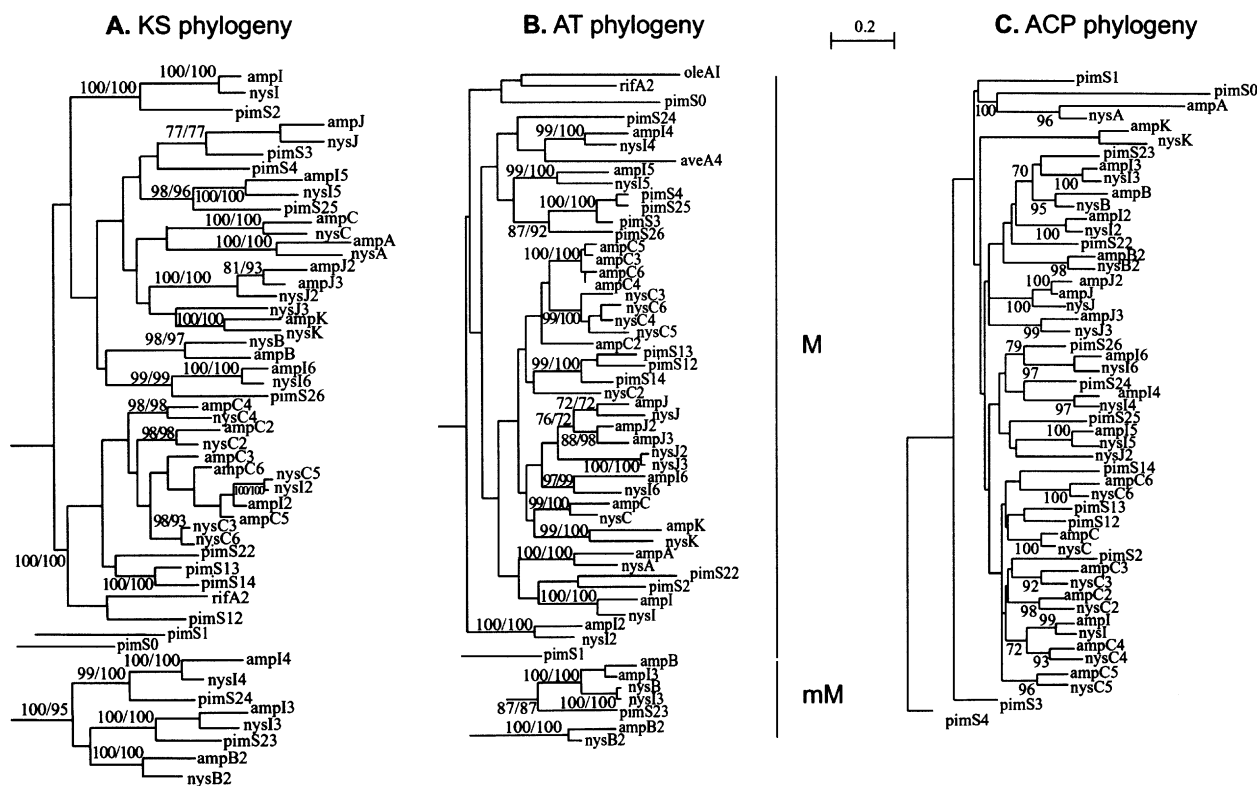 A. KS phylogeny
100/100
ampI
nysI
100/100
pimS2
ampJ
77/77
nysJ
pimS3
pimS4
ampI5
98/96
100/100
nysI5
pimS25
ampC
nysC
100/100
ampA
nysA
81/93
ampJ2
100/100
ampJ3
nysJ2
nysJ3
100/100
ampK
nysK
98/97
nysB
ampB
100/100
ampI6
99/99
nysI6
pimS26
98/98
ampC4
nysC4
98/98
ampC2
nysC2
ampC3
ampC6
nysC5
100/100
nysI2
ampI2
ampC5
98/93
nysC3
nysC6
100/100
pimS22
pimS13
100/100
pimS14
rifA2
pimS12
pimS1
pimS0
100/100
ampI4
99/100
nysI4
pimS24
100/95
ampI3
100/100
nysI3
pimS23
100/100
ampB2
nysB2
B. AT phylogeny
oleAI
rifA2
pimS0
pimS24
99/100
ampI4
nysI4
aveA4
99/100
ampI5
nysI5
pimS4
100/100
pimS25
pimS3
87/92
pimS26
ampC5
100/100
ampC3
ampC6
ampC4
nysC3
nysC6
99/100
nysC4
nysC5
ampC2
pimS13
99/100
pimS12
pimS14
nysC2
72/72
ampJ
76/72
nysJ
ampJ2
88/98
ampJ3
nysJ2
100/100
nysJ3
97/99
ampI6
nysI6
99/100
ampC
nysC
99/100
ampK
nysK
100/100
ampA
nysA
pimS22
pimS2
100/100
ampI
nysI
100/100
ampI2
nysI2
pimS1
ampB
100/100
ampI3
nysB
100/100
nysI3
87/87
pimS23
100/100
ampB2
nysB2
0.2
M
mM
C. ACP phylogeny
pimS1
pimS0
100
ampA
96
nysA
ampK
nysK
pimS23
70
ampI3
100
nysI3
ampB
95
nysB
ampI2
100
nysI2
pimS22
ampB2
98
nysB2
100
ampJ2
ampJ
100
nysJ
ampJ3
99
nysJ3
79
pimS26
ampI6
97
nysI6
pimS24
ampI4
97
nysI4
pimS25
100
ampI5
nysI5
nysJ2
pimS14
ampC6
100
nysC6
pimS13
pimS12
ampC
100
nysC
pimS2
ampC3
92
nysC3
ampC2
98
nysC2
99
ampI
nysI
72
ampC4
93
nysC4
ampC5
96
nysC5
pimS3
pimS4